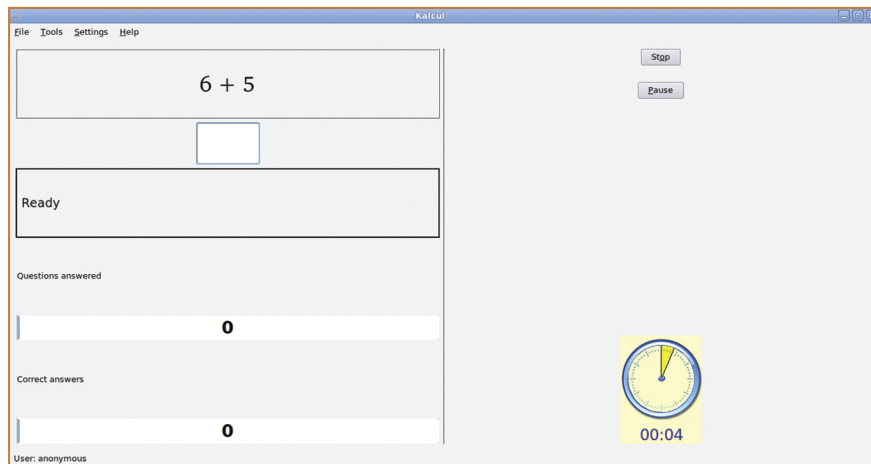 Kalcul
File Tools Settings Help
6 + 5
Stop
Pause
Ready
Questions answered
0
Correct answers
0
00:04
User: anonymous